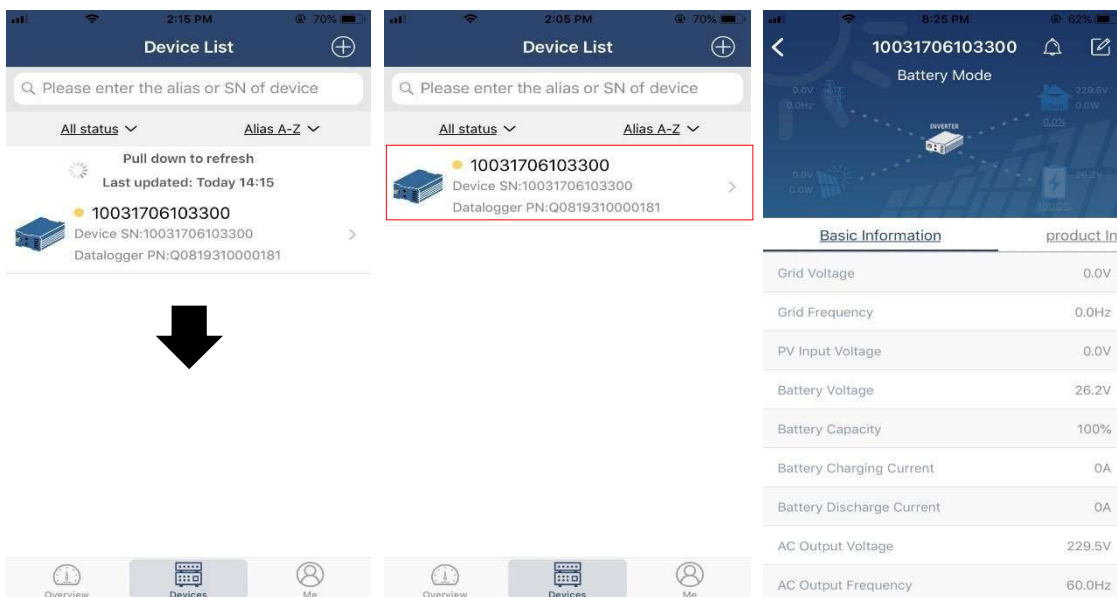 2:15 PM
70%
Device List
Please enter the alias or SN of device
All status
Alias A-Z
Pull down to refresh
Last updated: Today 14:15
10031706103300
Device SN:10031706103300
Datalogger PN:Q0819310000181
Overview
Devices
Me
2:05 PM
70%
Device List
Please enter the alias or SN of device
All status
Alias A-Z
10031706103300
Device SN:10031706103300
Datalogger PN:Q0819310000181
Overview
Devices
Me
8:25 PM
62%
10031706103300
Battery Mode
0.0V
0.0Hz
229.5V
0.0W
0.0%
INVERTER
0.0V
0.0W
26.2V
100.0%
Basic Information
product In
Grid Voltage 0.0V
Grid Frequency 0.0Hz
PV Input Voltage 0.0V
Battery Voltage 26.2V
Battery Capacity 100%
Battery Charging Current 0A
Battery Discharge Current 0A
AC Output Voltage 229.5V
AC Output Frequency 60.0Hz